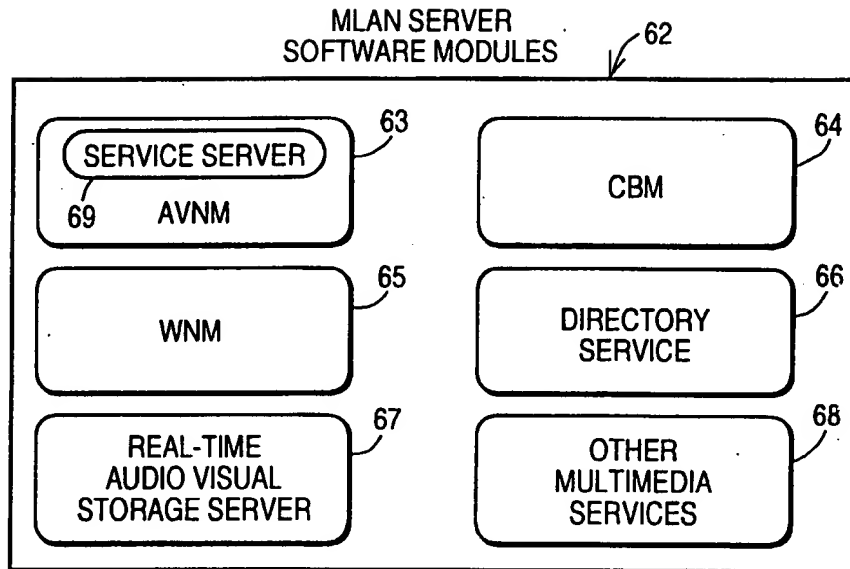 MLAN SERVER
SOFTWARE MODULES
62
SERVICE SERVER
69
AVNM
63
CBM
64
WNM
65
DIRECTORY
SERVICE
66
REAL-TIME
AUDIO VISUAL
STORAGE SERVER
67
OTHER
MULTIMEDIA
SERVICES
68